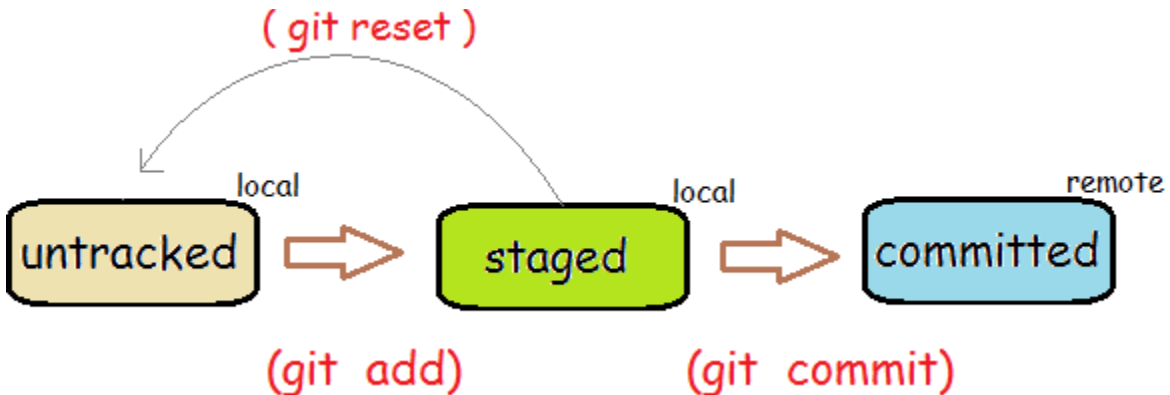 ( git reset )
local
local
remote
untracked
staged
committed
(git add)
(git commit)